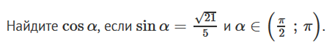 Найдите cos α, если sin α = √21/5 и α ∈ (π/2 ; π).